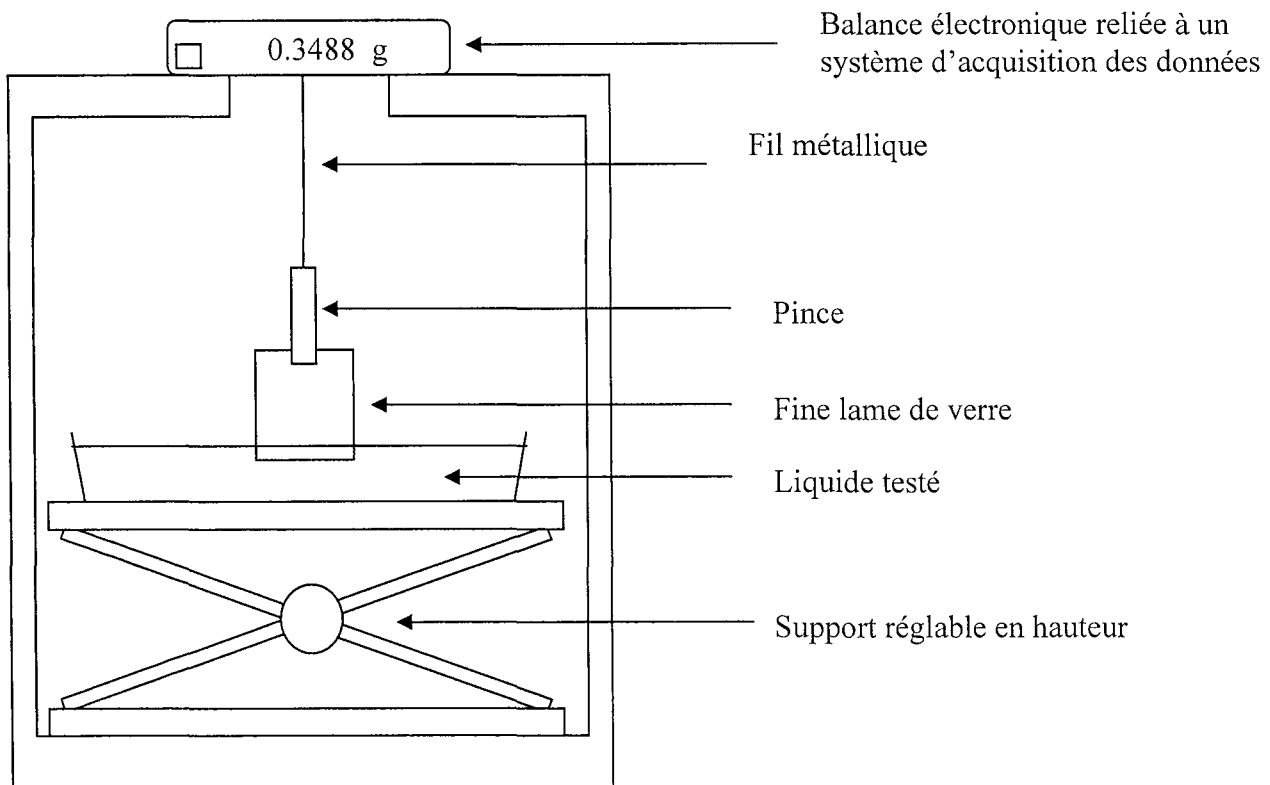 0.3488 g
Balance électronique reliée à un
système d'acquisition des données
Fil métallique
Pince
Fine lame de verre
Liquide testé
Support réglable en hauteur